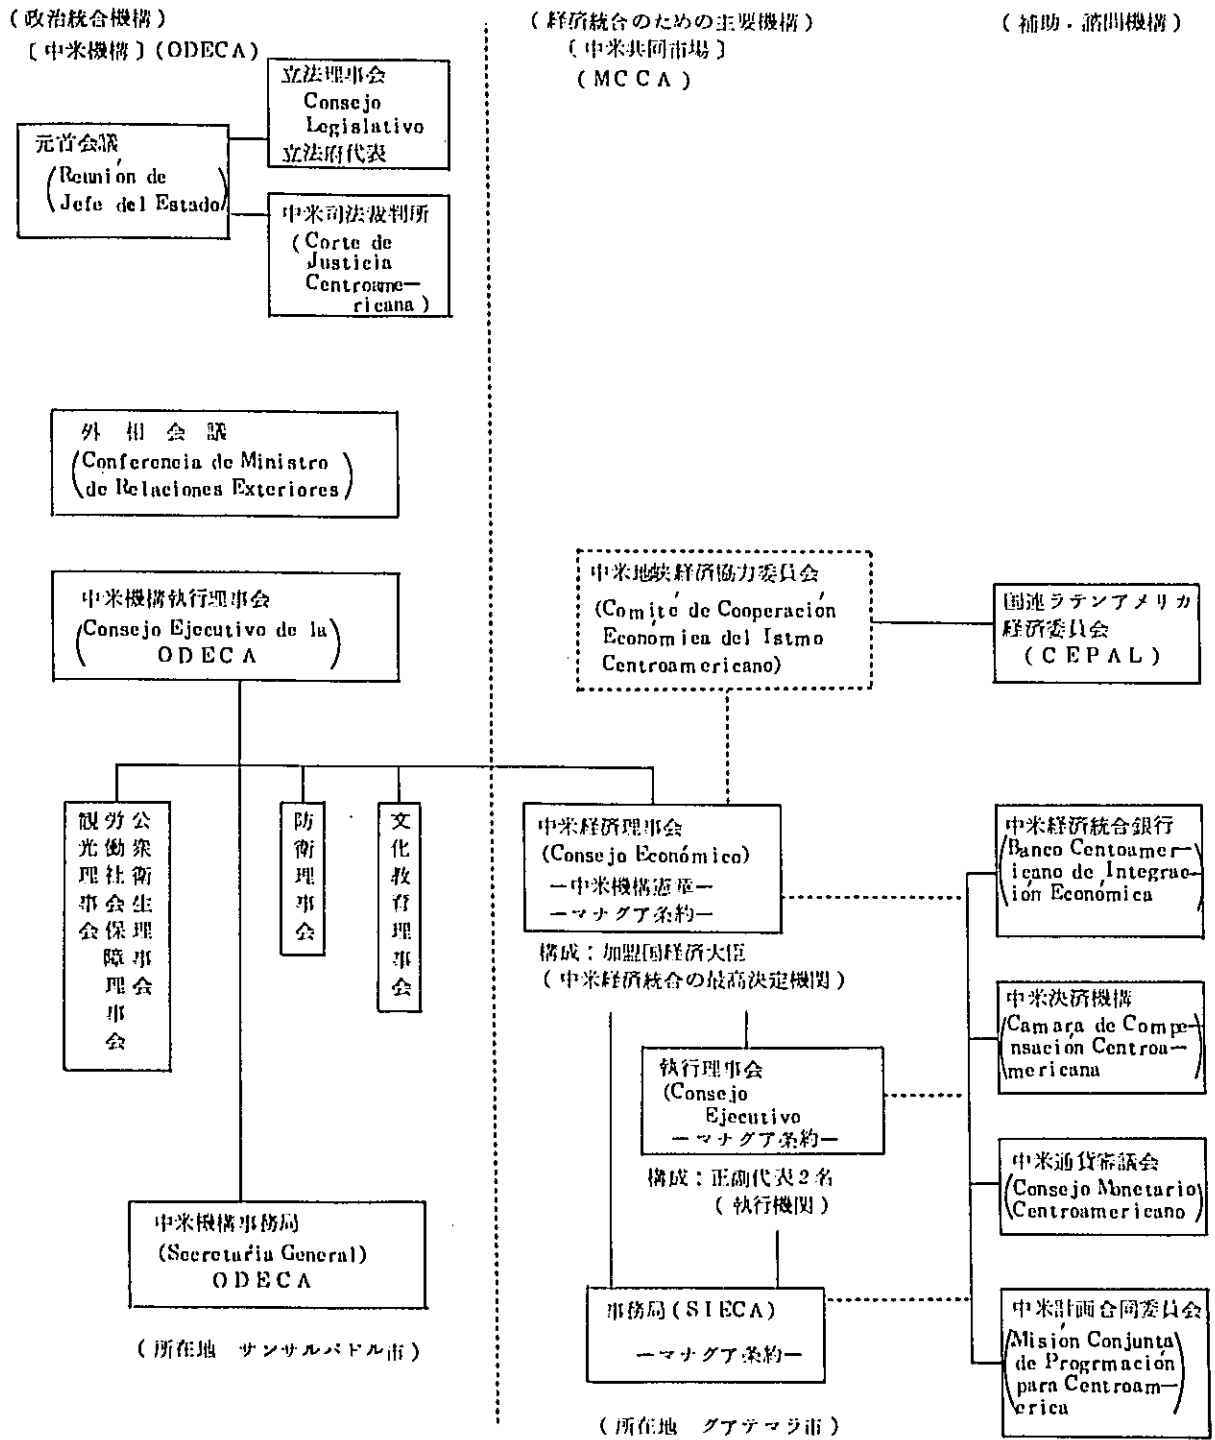 (政治統合機構)
〔中米機構〕(ODECA)
元首会議
(Reunión de
Jefe del Estado)
立法理事会
Consejo
Legislativo
立法府代表
中米司法裁判所
(Corte de
Justicia
Centroame-
ricana)
外相会議
(Conferencia de Ministro
de Relaciones Exteriores)
中米機構執行理事会
(Consejo Ejecutivo de la
ODECA)
観光理事会
労働社会保障理事会
公衆衛生理事会
防衛理事会
文化教育理事会
中米機構事務局
(Secretaría General)
ODECA
(所在地 サンサルバドル市)
(経済統合のための主要機構)
〔中米共同市場〕
(MCCA)
中米地峡経済協力委員会
(Comité de Cooperación
Económica del Istmo
Centroamericano)
中米経済理事会
(Consejo Económico)
—中米機構憲章—
—マナグア条約—
構成：加盟国経済大臣
(中米経済統合の最高決定機関)
執行理事会
(Consejo
Ejecutivo
—マナグア条約—
構成：正副代表2名
(執行機関)
事務局(SIECA)
—マナグア条約—
(所在地 グアテマラ市)
(補助・諮問機構)
国連ラテンアメリカ
経済委員会
(CEPAL)
中米経済統合銀行
(Banco Centoamer-
icano de Integrac-
ión Económica)
中米決済機構
(Camara de Compe-
nsación Centroa-
mericana)
中米通貨審議会
(Consejo Monetario
Centroamericano)
中米計画合同委員会
(Misión Conjunta
de Progrmación
para Centroam-
erica)